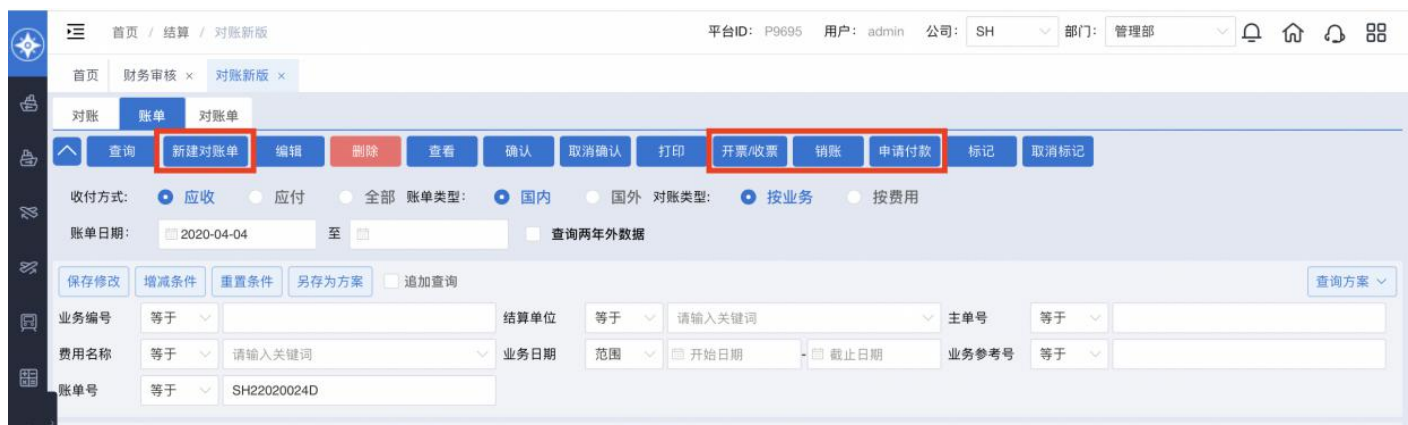 首页 / 结算 / 对账新版 平台ID: P9695 用户: admin 公司: SH 部门: 管理部
首页 财务审核 × 对账新版 ×
对账 账单 对账单
查询 新建对账单 编辑 删除 查看 确认 取消确认 打印 开票/收票 销账 申请付款 标记 取消标记
收付方式: 应收 应付 全部 账单类型: 国内 国外 对账类型: 按业务 按费用
账单日期: 2020-04-04 至 查询两年外数据
保存修改 增减条件 重置条件 另存为方案 追加查询 查询方案
业务编号 等于 结算单位 等于 请输入关键词 主单号 等于
费用名称 等于 请输入关键词 业务日期 范围 开始日期 - 截止日期 业务参考号 等于
账单号 等于 SH22020024D